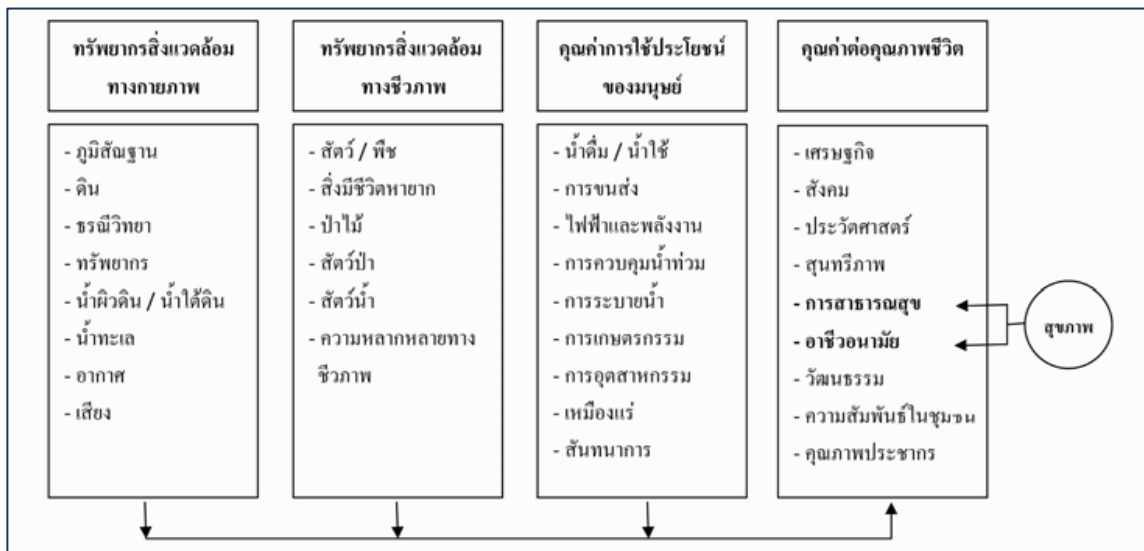 ทรัพยากรสิ่งแวดล้อม
ทางกายภาพ
- ภูมิสัณฐาน
- ดิน
- ธรณีวิทยา
- ทรัพยากร
- น้ำผิวดิน / น้ำใต้ดิน
- น้ำทะเล
- อากาศ
- เสียง
ทรัพยากรสิ่งแวดล้อม
ทางชีวภาพ
- สัตว์ / พืช
- สิ่งมีชีวิตหายาก
- ป่าไม้
- สัตว์ป่า
- สัตว์น้ำ
- ความหลากหลายทาง
ชีวภาพ
คุณค่าการใช้ประโยชน์
ของมนุษย์
- น้ำดื่ม / น้ำใช้
- การขนส่ง
- ไฟฟ้าและพลังงาน
- การควบคุมน้ำท่วม
- การระบายน้ำ
- การเกษตรกรรม
- การอุตสาหกรรม
- เหมืองแร่
- สันทนาการ
คุณค่าต่อคุณภาพชีวิต
- เศรษฐกิจ
- สังคม
- ประวัตศาสตร์
- สุนทรีภาพ
- การสาธารณสุข
- อาชีวอนามัย
- วัฒนธรรม
- ความสัมพันธ์ในชุมชน
- คุณภาพประชากร
สุขภาพ